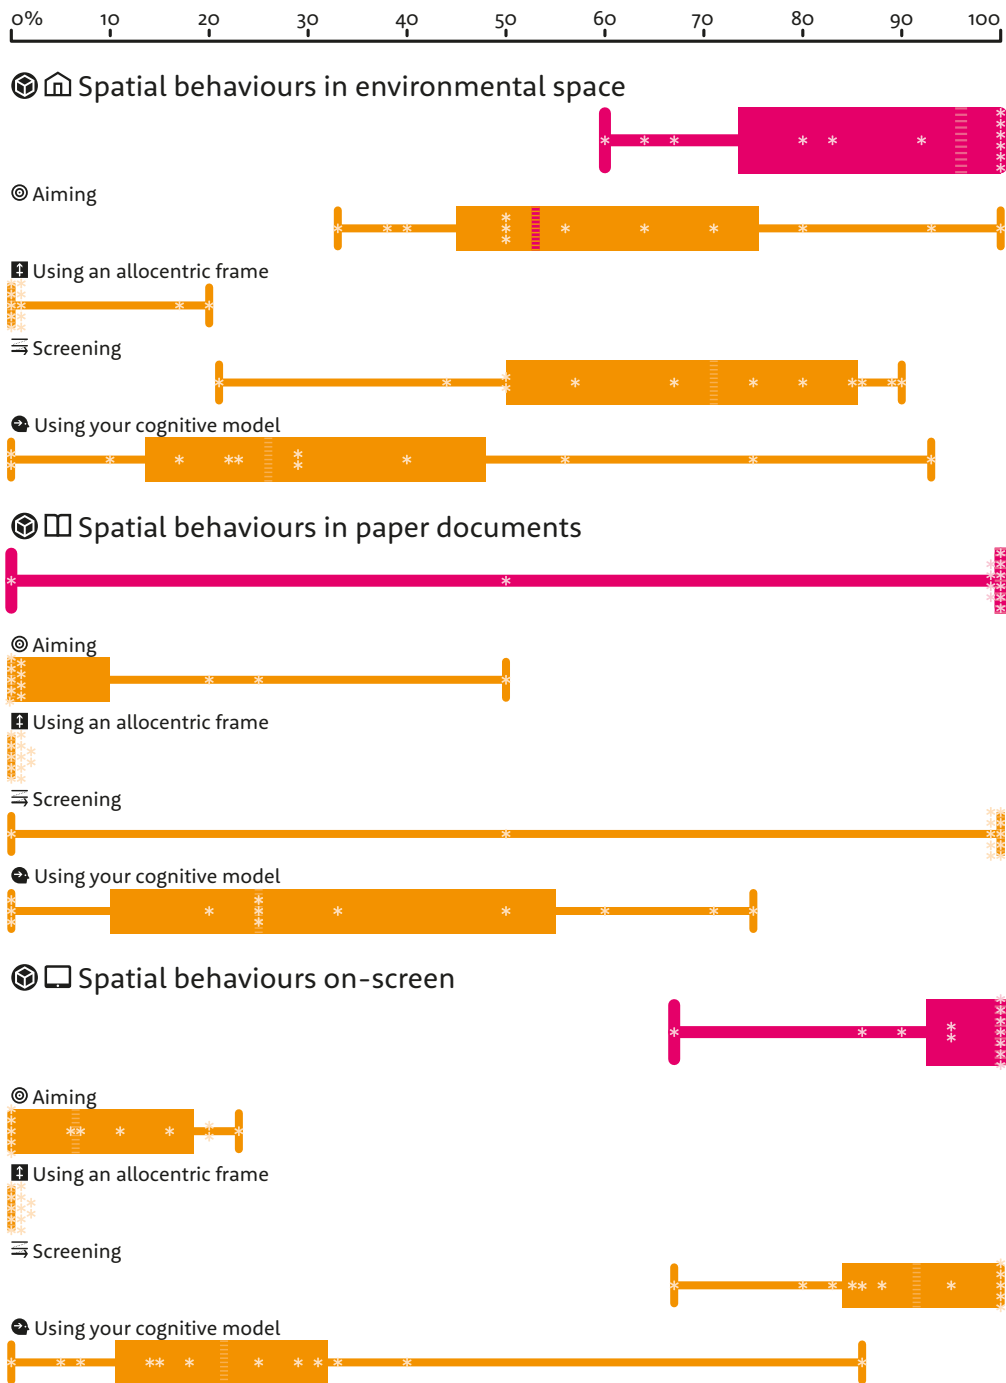 0% 10 20 30 40 50 60 70 80 90 100
Spatial behaviours in environmental space
Aiming
Using an allocentric frame
Screening
Using your cognitive model
Spatial behaviours in paper documents
Aiming
Using an allocentric frame
Screening
Using your cognitive model
Spatial behaviours on-screen
Aiming
Using an allocentric frame
Screening
Using your cognitive model